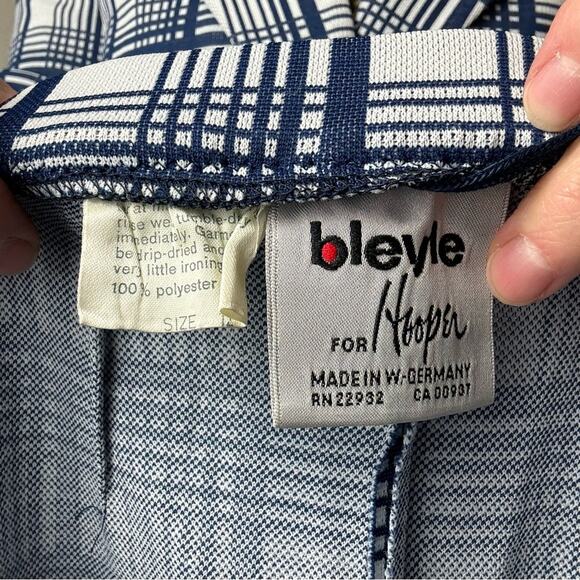 rise we tumble-dry
immediately. Garm
be drip-dried and
very little ironing
100% polyester
SIZE
bleyle
FOR Hooper
MADE IN W.-GERMANY
RN 22932 CA 00937